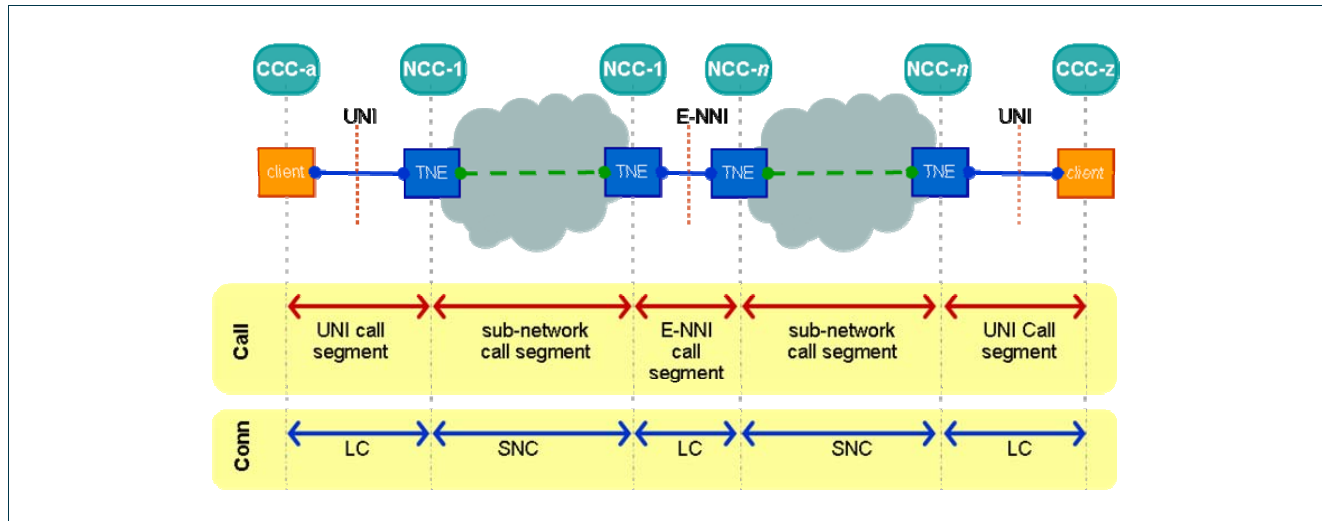 CCC-a NCC-1 NCC-1 NCC-n NCC-n CCC-z
UNI E-NNI UNI
client TNE TNE TNE TNE client
Call
UNI call
segment
sub-network
call segment
E-NNI
call
segment
sub-network
call segment
UNI Call
segment
Conn
LC SNC LC SNC LC